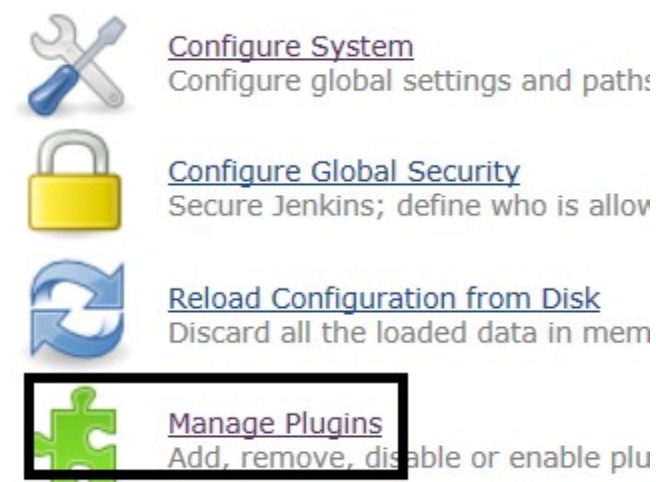 Configure System
Configure global settings and paths
Configure Global Security
Secure Jenkins; define who is allow
Reload Configuration from Disk
Discard all the loaded data in mem
Manage Plugins
Add, remove, disable or enable plu